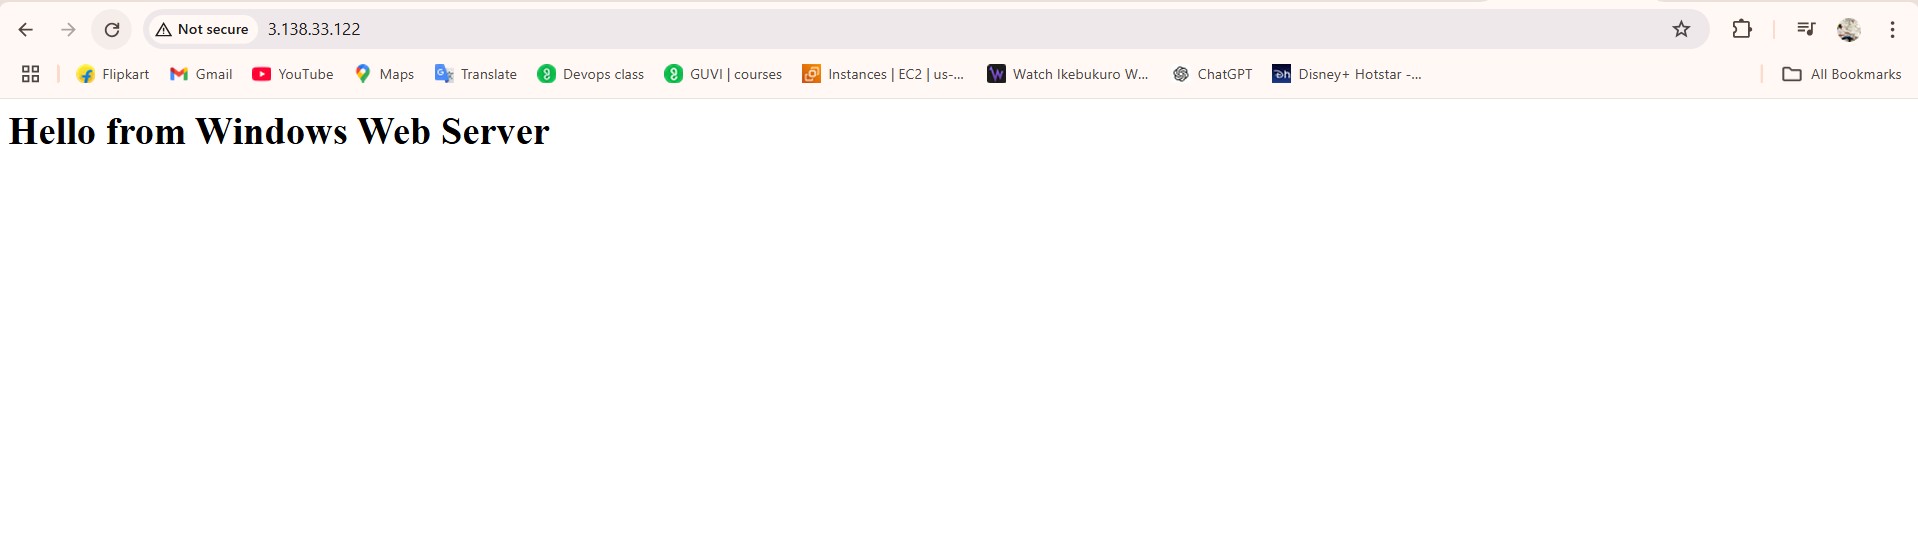 Not secure 3.138.33.122
Flipkart Gmail YouTube Maps Translate Devops class GUVI | courses Instances | EC2 | us-... Watch Ikebukuro W... ChatGPT Disney+ Hotstar -... All Bookmarks
Hello from Windows Web Server